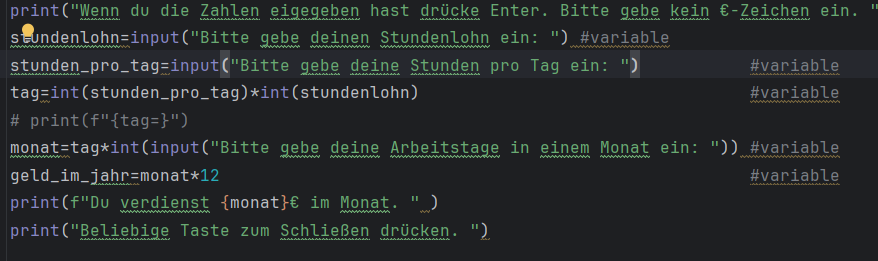 print("Wenn du die Zahlen eigegeben hast drücke Enter. Bitte gebe kein €-Zeichen ein. "
stundenlohn=input("Bitte gebe deinen Stundenlohn ein: ") #variable
stunden_pro_tag=input("Bitte gebe deine Stunden pro Tag ein: ") #variable
tag=int(stunden_pro_tag)*int(stundenlohn) #variable
# print(f"{tag=}")
monat=tag*int(input("Bitte gebe deine Arbeitstage in einem Monat ein: ")) #variable
geld_im_jahr=monat*12 #variable
print(f"Du verdienst {monat}€ im Monat. " )
print("Beliebige Taste zum Schließen drücken. ")